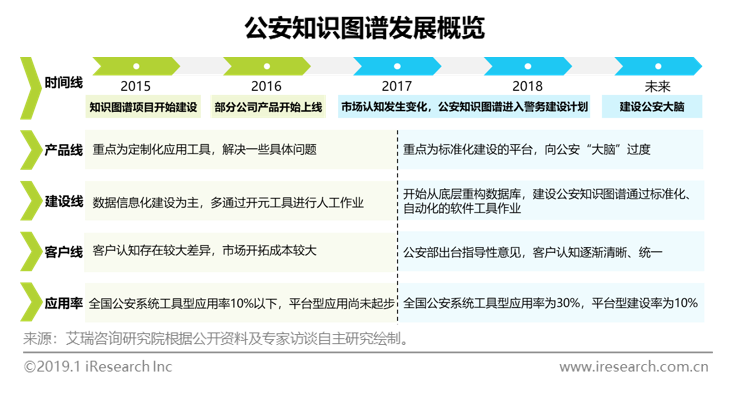 公安知识图谱发展概览
时间线
2015
2016
2017
2018
未来
知识图谱项目开始建设
部分公司产品开始上线
市场认知发生变化，公安知识图谱进入警务建设计划
建设公安大脑
产品线
重点为定制化应用工具，解决一些具体问题
重点为标准化建设的平台，向公安“大脑”过度
建设线
数据信息化建设为主，多通过开元工具进行人工作业
开始从底层重构数据库，建设公安知识图谱通过标准化、
自动化的软件工具作业
客户线
客户认知存在较大差异，市场开拓成本较大
公安部出台指导性意见，客户认知逐渐清晰、统一
应用率
全国公安系统工具型应用率10%以下，平台型应用尚未起步
全国公安系统工具型应用率为30%，平台型建设率为10%
来源：艾瑞咨询研究院根据公开资料及专家访谈自主研究绘制。
©2019.1 iResearch Inc
www.iresearch.com.cn